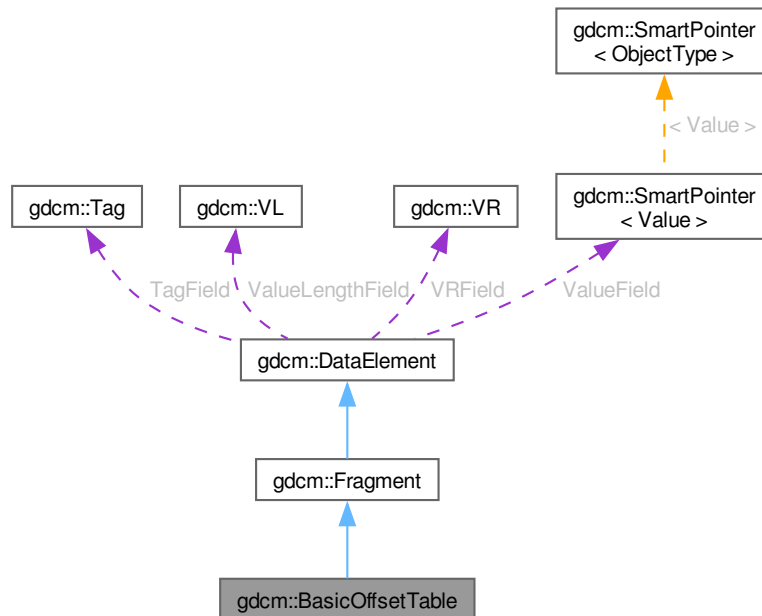 gdcm::SmartPointer
< ObjectType >
< Value >
gdcm::Tag
gdcm::VL
gdcm::VR
gdcm::SmartPointer
< Value >
TagField
ValueLengthField
VRField
ValueField
gdcm::DataElement
gdcm::Fragment
gdcm::BasicOffsetTable